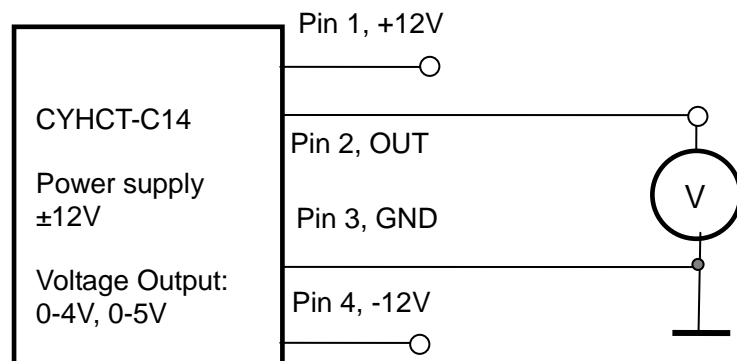 Pin 1, +12V
CYHCT-C14
Pin 2, OUT
Power supply
±12V
V
Pin 3, GND
Voltage Output:
0-4V, 0-5V
Pin 4, -12V